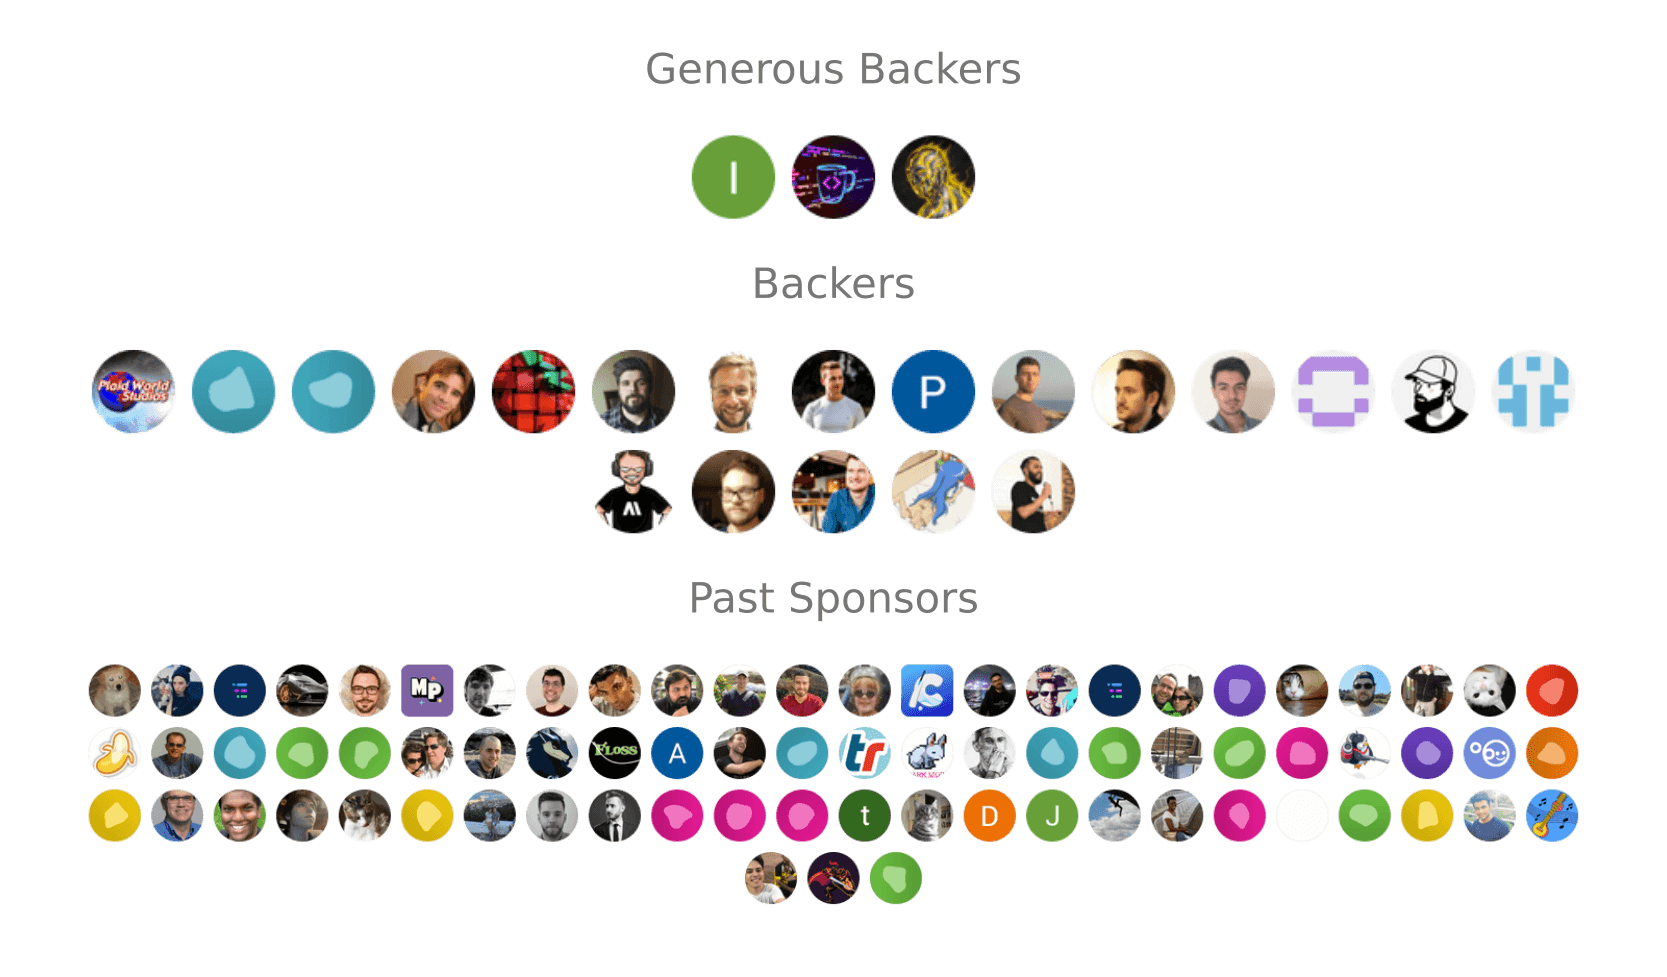 Generous Backers
I
Backers
Plaid World
Studios
P
Past Sponsors
MP
FLOSS
A
tr
t
D
J